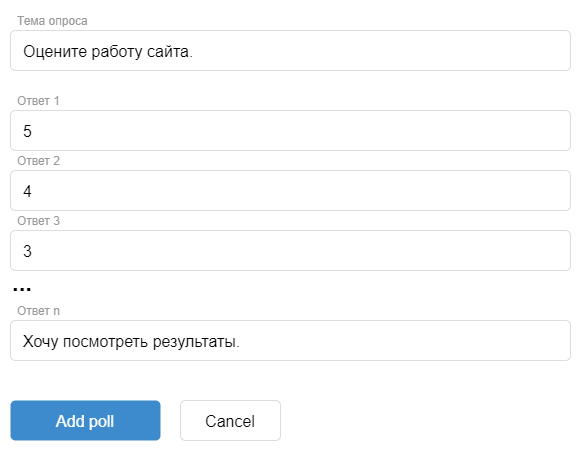 Тема опроса
Оцените работу сайта.
Ответ 1
5
Ответ 2
4
Ответ 3
3
...
Ответ n
Хочу посмотреть результаты.
Add poll Cancel